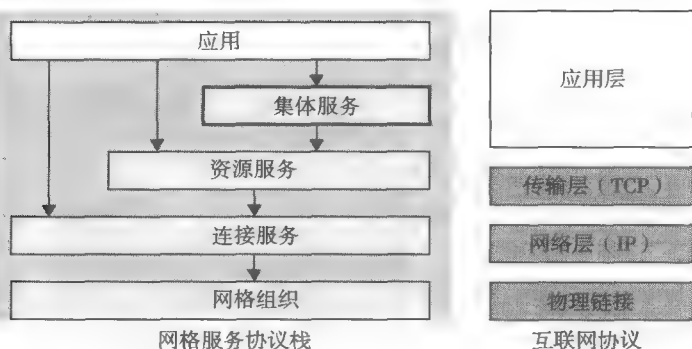 应用
集体服务
资源服务
连接服务
网格组织
网格服务协议栈
应用层
传输层（TCP）
网络层（IP）
物理链接
互联网协议